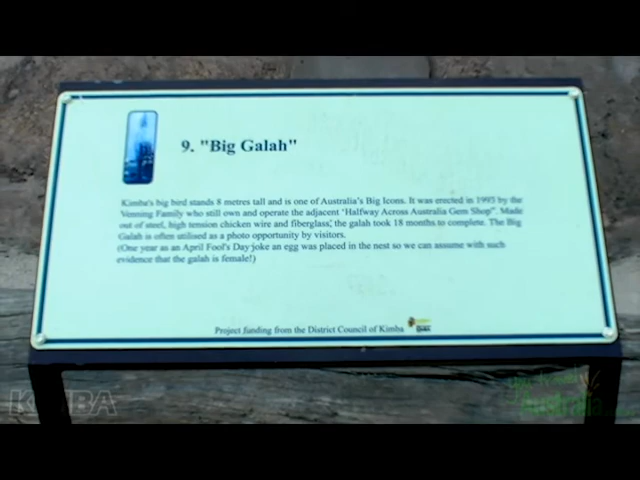 9. "Big Galah"
Kimba's big bird stands 8 metres tall and is one of Australia's Big Icons. It was erected in 1993 by the
Venning Family who still own and operate the adjacent 'Halfway Across Australia Gem Shop". Made
out of steel, high tension chicken wire and fiberglass, the galah took 18 months to complete. The Big
Galah is often utilised as a photo opportunity by visitors.
(One year as an April Fool's Day joke an egg was placed in the nest so we can assume with such
evidence that the galah is female!)
Project funding from the District Council of Kimba
KIMBA
Australia